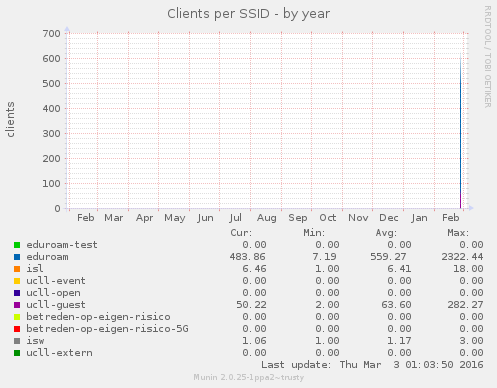 Clients per SSID - by year
RRDTOOL / TOBI OETIKER
clients
700
600
500
400
300
200
100
0
Feb Mar Apr May Jun Jul Aug Sep Oct Nov Dec Jan Feb
Cur: Min: Avg: Max:
eduroam-test 0.00 0.00 0.00 0.00
eduroam 483.86 7.19 559.27 2322.44
isl 6.46 1.00 6.41 18.00
ucll-event 0.00 0.00 0.00 0.00
ucll-open 0.00 0.00 0.00 0.00
ucll-guest 50.22 2.00 63.60 282.27
betreden-op-eigen-risico 0.00 0.00 0.00 0.00
betreden-op-eigen-risico-5G 0.00 0.00 0.00 0.00
isw 1.06 1.00 1.17 3.00
ucll-extern 0.00 0.00 0.00 0.00
Last update: Thu Mar 3 01:03:50 2016
Munin 2.0.25-1ppa2~trusty